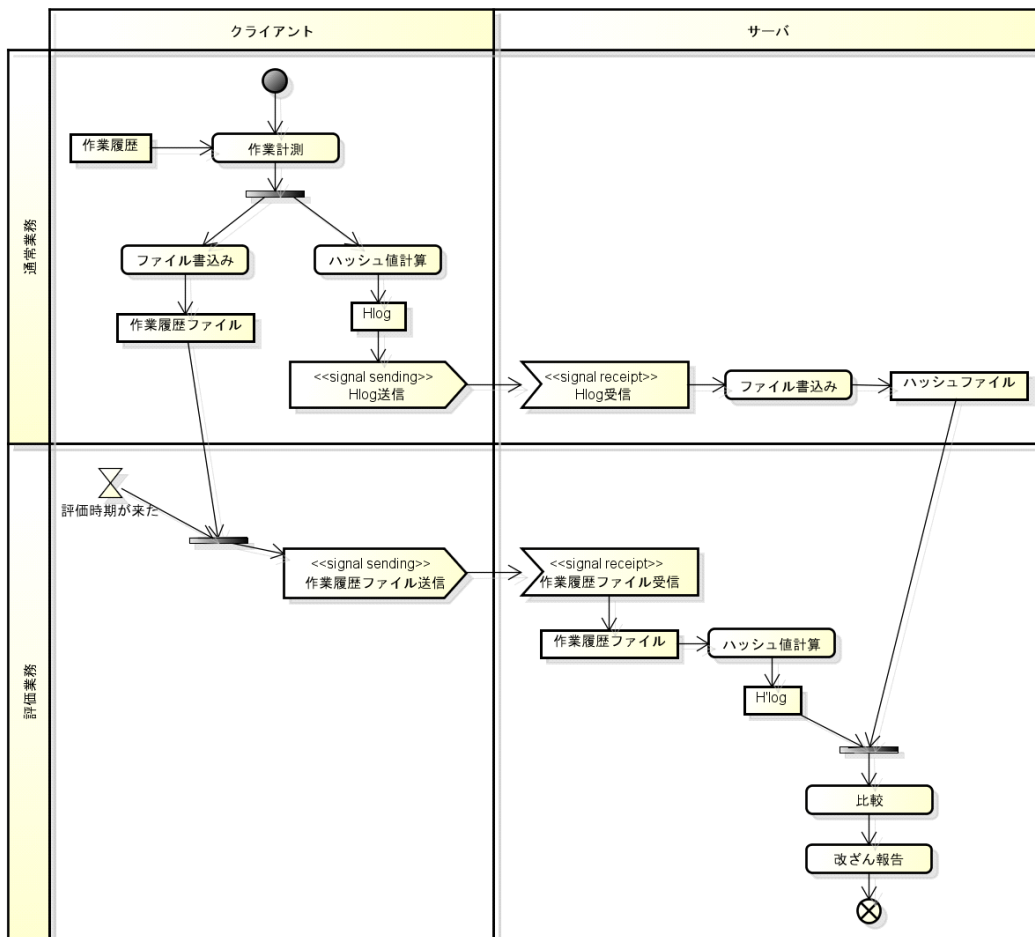 クライアント
サーバ
通常業務
作業履歴
作業計測
ファイル書込み
ハッシュ値計算
Hlog
作業履歴ファイル
<<signal sending>>
Hlog送信
<<signal receipt>>
Hlog受信
ファイル書込み
ハッシュファイル
評価業務
評価時期が来た
<<signal sending>>
作業履歴ファイル送信
<<signal receipt>>
作業履歴ファイル受信
作業履歴ファイル
ハッシュ値計算
H'log
比較
改ざん報告